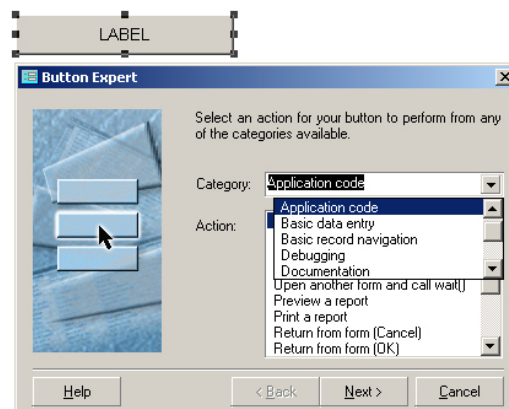 LABEL
Button Expert
Select an action for your button to perform from any
of the categories available.
Category: Application code
Application code
Basic data entry
Basic record navigation
Debugging
Documentation
Action:
Open another form and call wait()
Preview a report
Print a report
Return from form (Cancel)
Return from form (OK)
Help < Back Next > Cancel